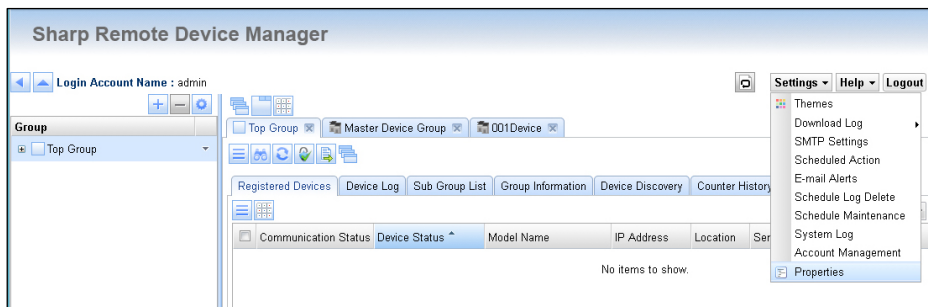 Sharp Remote Device Manager
Login Account Name : admin
Settings Help Logout
Group
Top Group
Top Group Master Device Group 001Device
Registered Devices Device Log Sub Group List Group Information Device Discovery Counter History
Communication Status Device Status Model Name IP Address Location Ser
No items to show.
Themes
Download Log
SMTP Settings
Scheduled Action
E-mail Alerts
Schedule Log Delete
Schedule Maintenance
System Log
Account Management
Properties